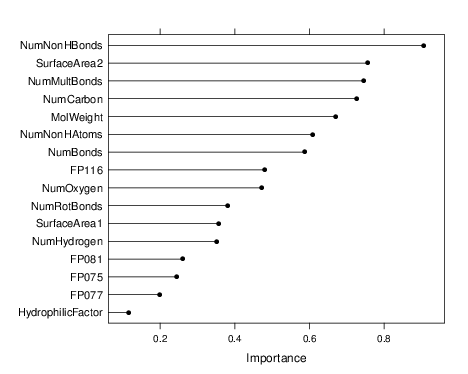 NumNonHBonds
SurfaceArea2
NumMultBonds
NumCarbon
MolWeight
NumNonHAtoms
NumBonds
FP116
NumOxygen
NumRotBonds
SurfaceArea1
NumHydrogen
FP081
FP075
FP077
HydrophilicFactor
0.2 0.4 0.6 0.8
Importance